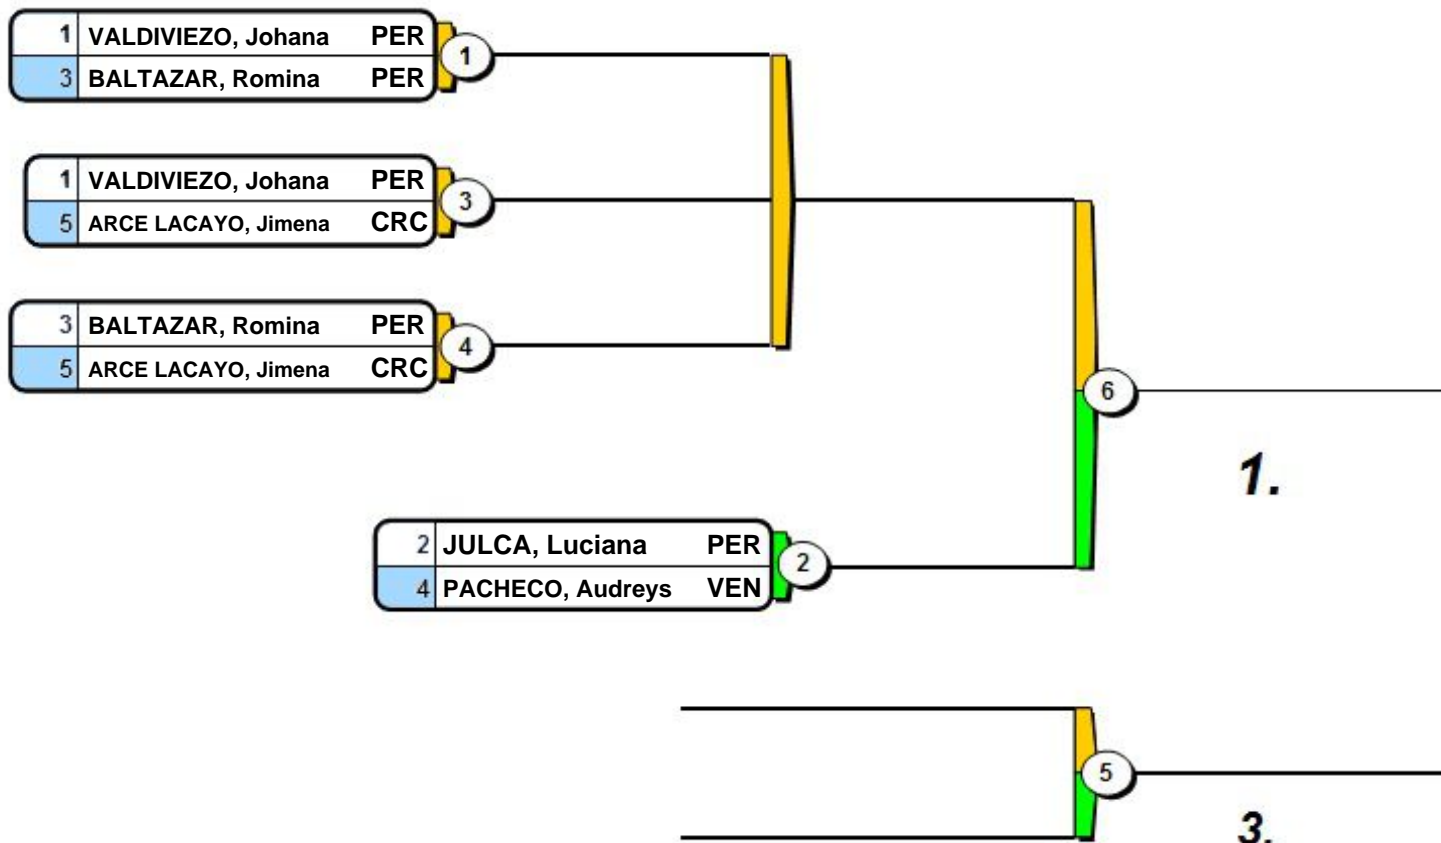 1 VALDIVIEZO, Johana PER
3 BALTAZAR, Romina PER
1
1 VALDIVIEZO, Johana PER
5 ARCE LACAYO, Jimena CRC
3
3 BALTAZAR, Romina PER
5 ARCE LACAYO, Jimena CRC
4
6
1.
2 JULCA, Luciana PER
4 PACHECO, Audreys VEN
2
5
3.